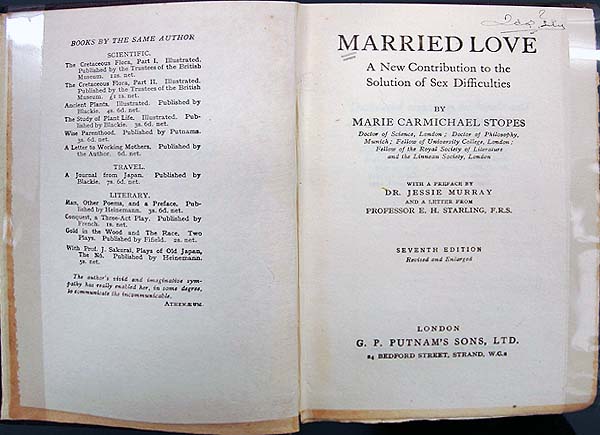 BOOKS BY THE SAME AUTHOR
SCIENTIFIC.
The Cretaceous Flora, Part I, Illustrated.
Published by the Trustees of the British
Museum. 12s. net.
The Cretaceous Flora, Part II. Illustrated.
Published by the Trustees of the British
Museum. £1 1s. net.
Ancient Plants. Illustrated. Published by
Blackie. 4s. 6d. net.
The Study of Plant Life. Illustrated. Pub-
lished by Blackie. 3s. 6d. net.
Wise Parenthood. Published by Putnams.
3s. 6d. net.
A Letter to Working Mothers. Published by
the Author. 6d. net.
TRAVEL.
A Journal from Japan. Published by
Blackie. 7s. 6d. net.
LITERARY.
Man, Other Poems, and a Preface, Pub-
lished by Heinemann. 3s. 6d. net.
Conquest, a Three-Act Play. Published by
French. 1s. net.
Gold in the Wood and The Race, Two
Plays. Published by Fifield. 2s. net.
With Prof. J. Sakurai, Plays of Old Japan,
The Nō. Published by Heinemann.
5s. net.
The author's vivid and imaginative sym-
pathy has really enabled her, in some degree,
to communicate the incommunicable.
ATHENÆUM.
MARRIED LOVE
A New Contribution to the
Solution of Sex Difficulties
BY
MARIE CARMICHAEL STOPES
Doctor of Science, London; Doctor of Philosophy,
Munich; Fellow of University College, London;
Fellow of the Royal Society of Literature
and the Linnean Society, London
WITH A PREFACE BY
DR. JESSIE MURRAY
AND A LETTER FROM
PROFESSOR E. H. STARLING, F.R.S.
SEVENTH EDITION
Revised and Enlarged
LONDON
G. P. PUTNAM'S SONS, LTD.
24 BEDFORD STREET, STRAND, W.C.2